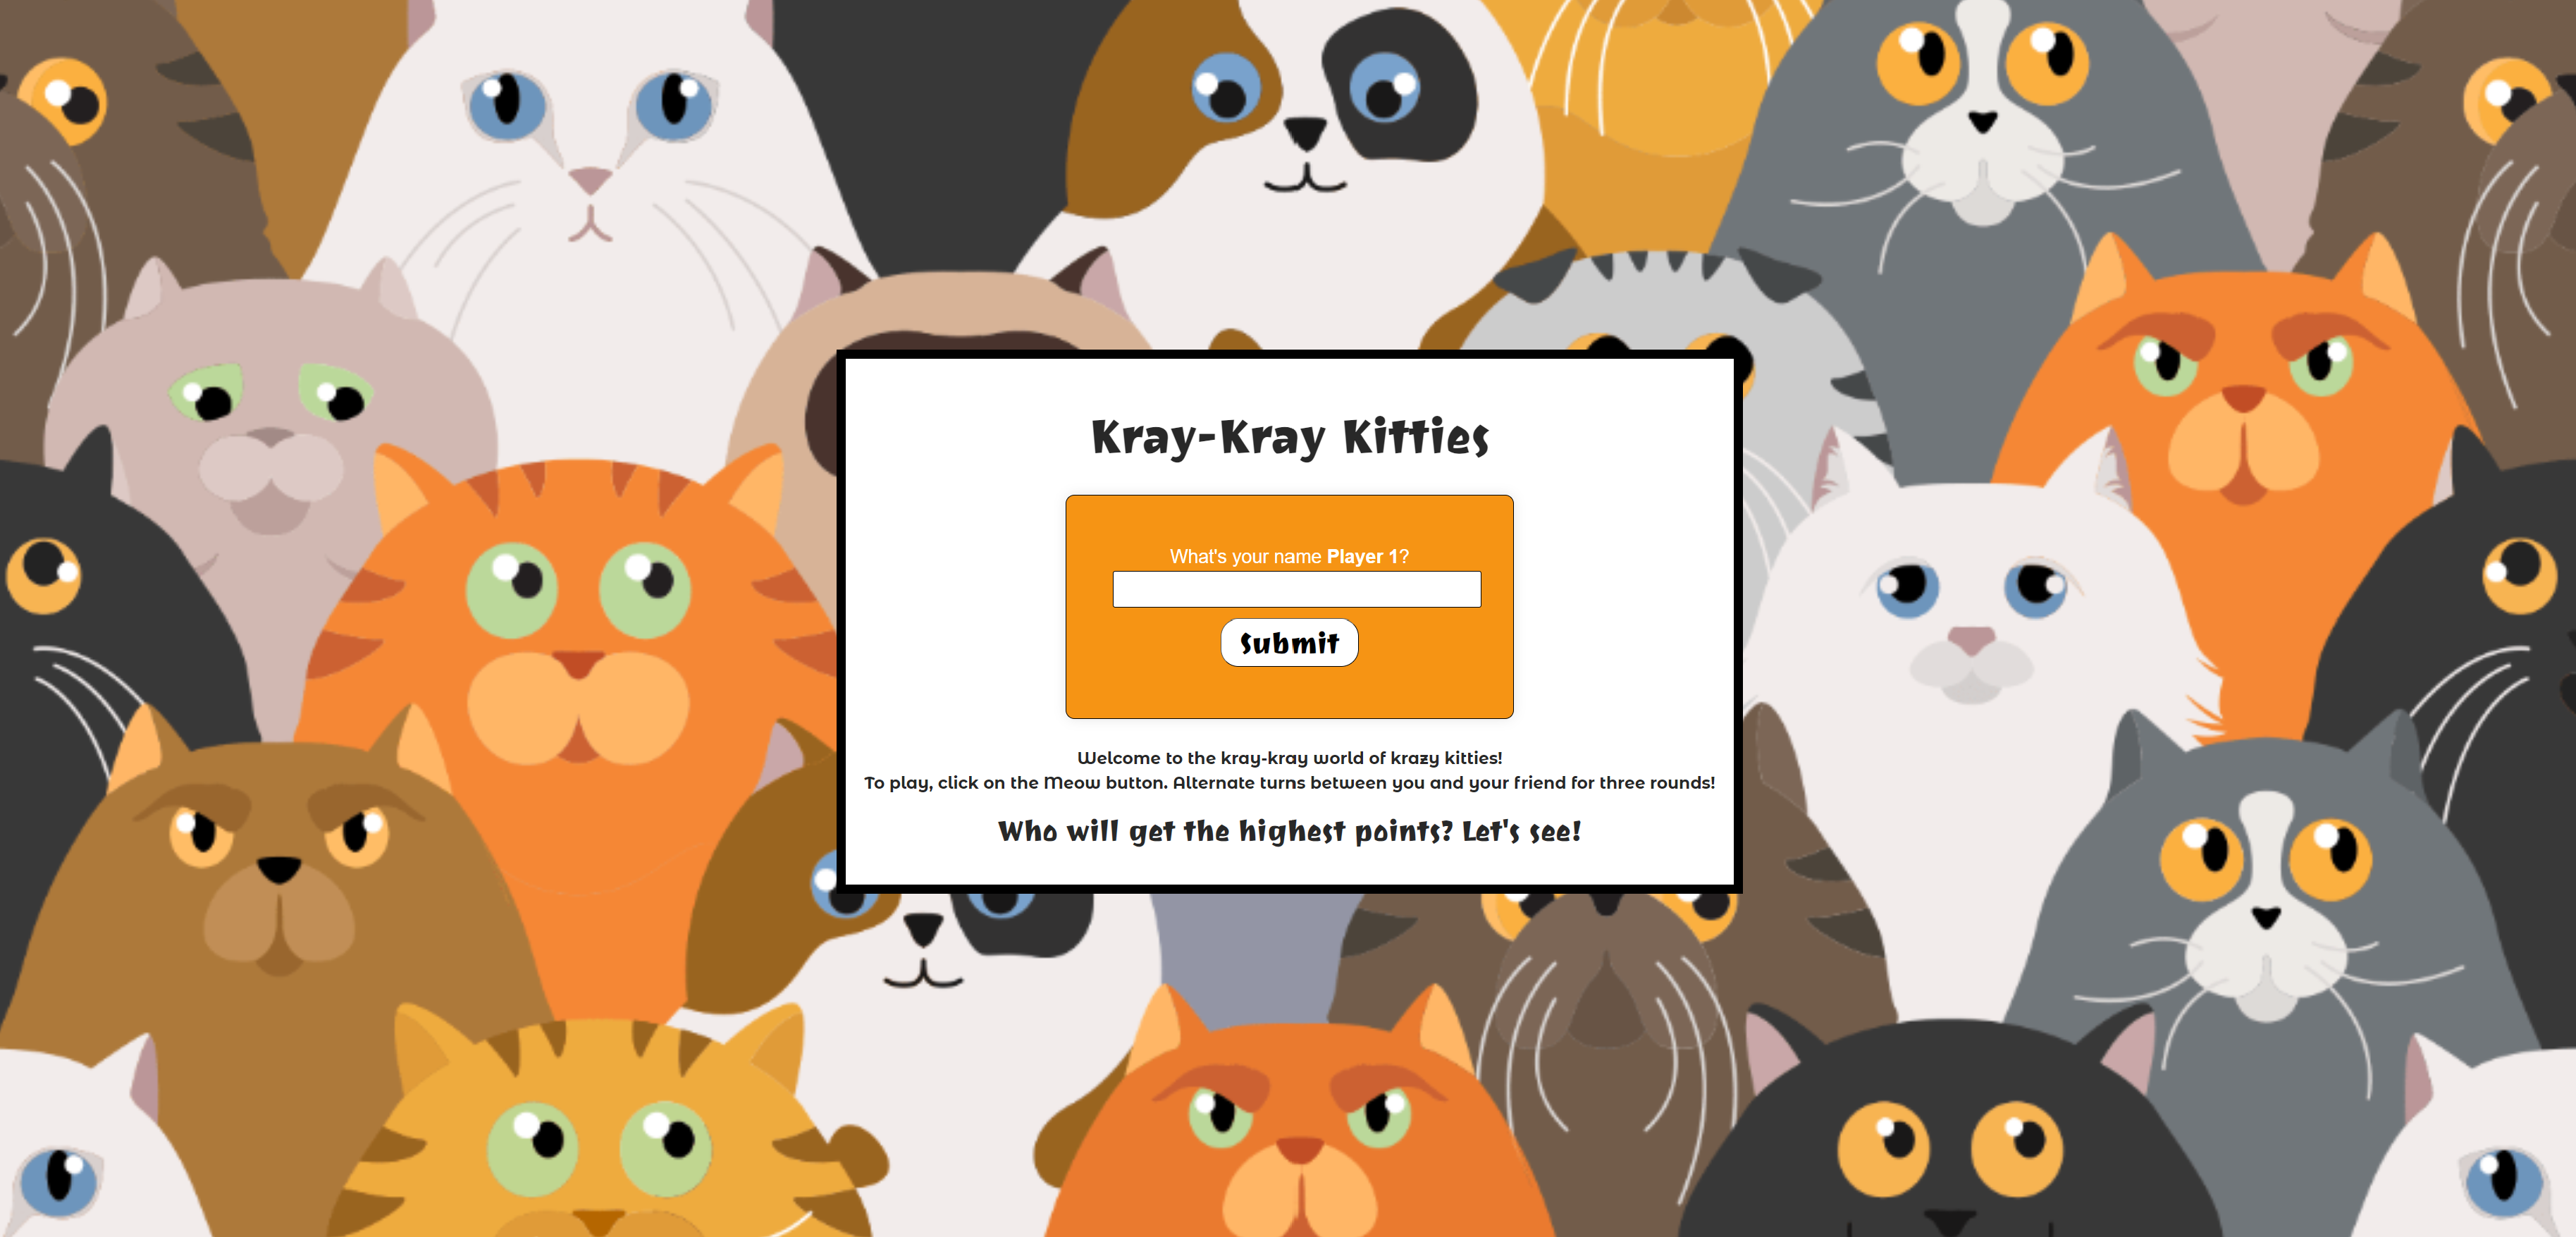 Kray-Kray Kitties
What's your name Player 1?
Submit
Welcome to the kray-kray world of krazy kitties!
To play, click on the Meow button. Alternate turns between you and your friend for three rounds!
Who will get the highest points? Let's see!